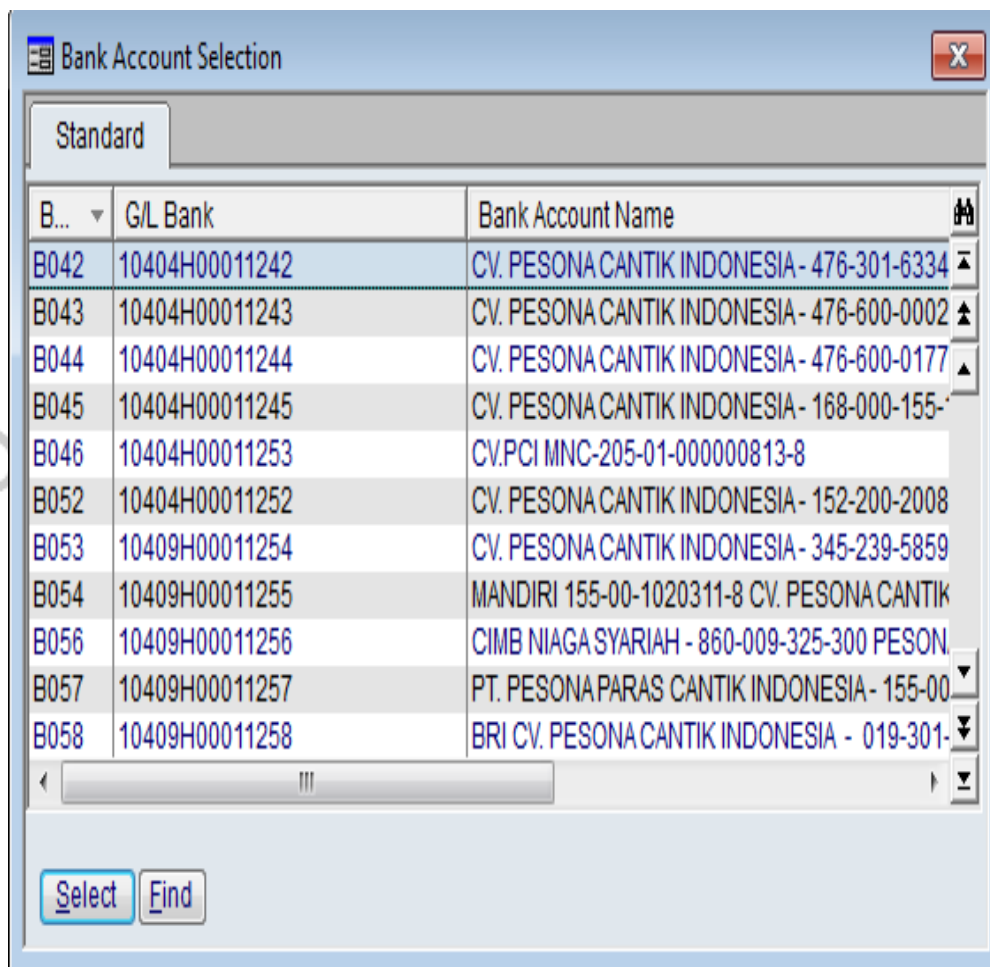 Bank Account Selection
Standard
B... G/L Bank Bank Account Name
B042 10404H00011242 CV. PESONA CANTIK INDONESIA - 476-301-6334
B043 10404H00011243 CV. PESONA CANTIK INDONESIA - 476-600-0002
B044 10404H00011244 CV. PESONA CANTIK INDONESIA - 476-600-0177
B045 10404H00011245 CV. PESONA CANTIK INDONESIA - 168-000-155-
B046 10404H00011253 CV.PCI MNC-205-01-000000813-8
B052 10404H00011252 CV. PESONA CANTIK INDONESIA - 152-200-2008
B053 10409H00011254 CV. PESONA CANTIK INDONESIA - 345-239-5859
B054 10409H00011255 MANDIRI 155-00-1020311-8 CV. PESONA CANTIK
B056 10409H00011256 CIMB NIAGA SYARIAH - 860-009-325-300 PESON
B057 10409H00011257 PT. PESONA PARAS CANTIK INDONESIA - 155-00
B058 10409H00011258 BRI CV. PESONA CANTIK INDONESIA - 019-301-
Select Find